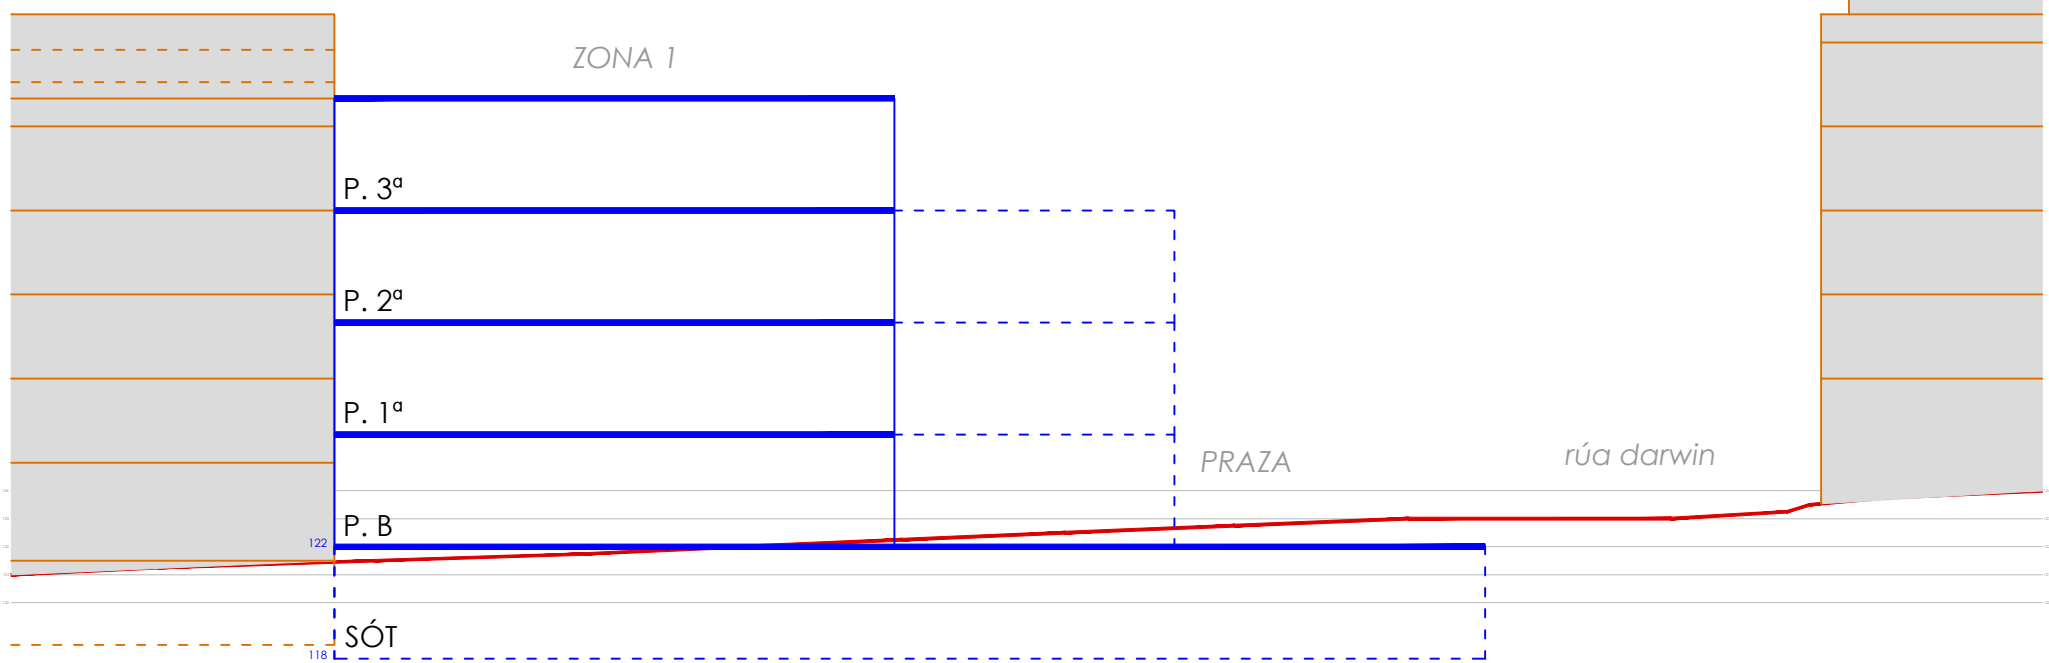 ZONA 1
P. 3ª
P. 2ª
P. 1ª
PRAZA
rúa darwin
P. B
122
SÓT
118